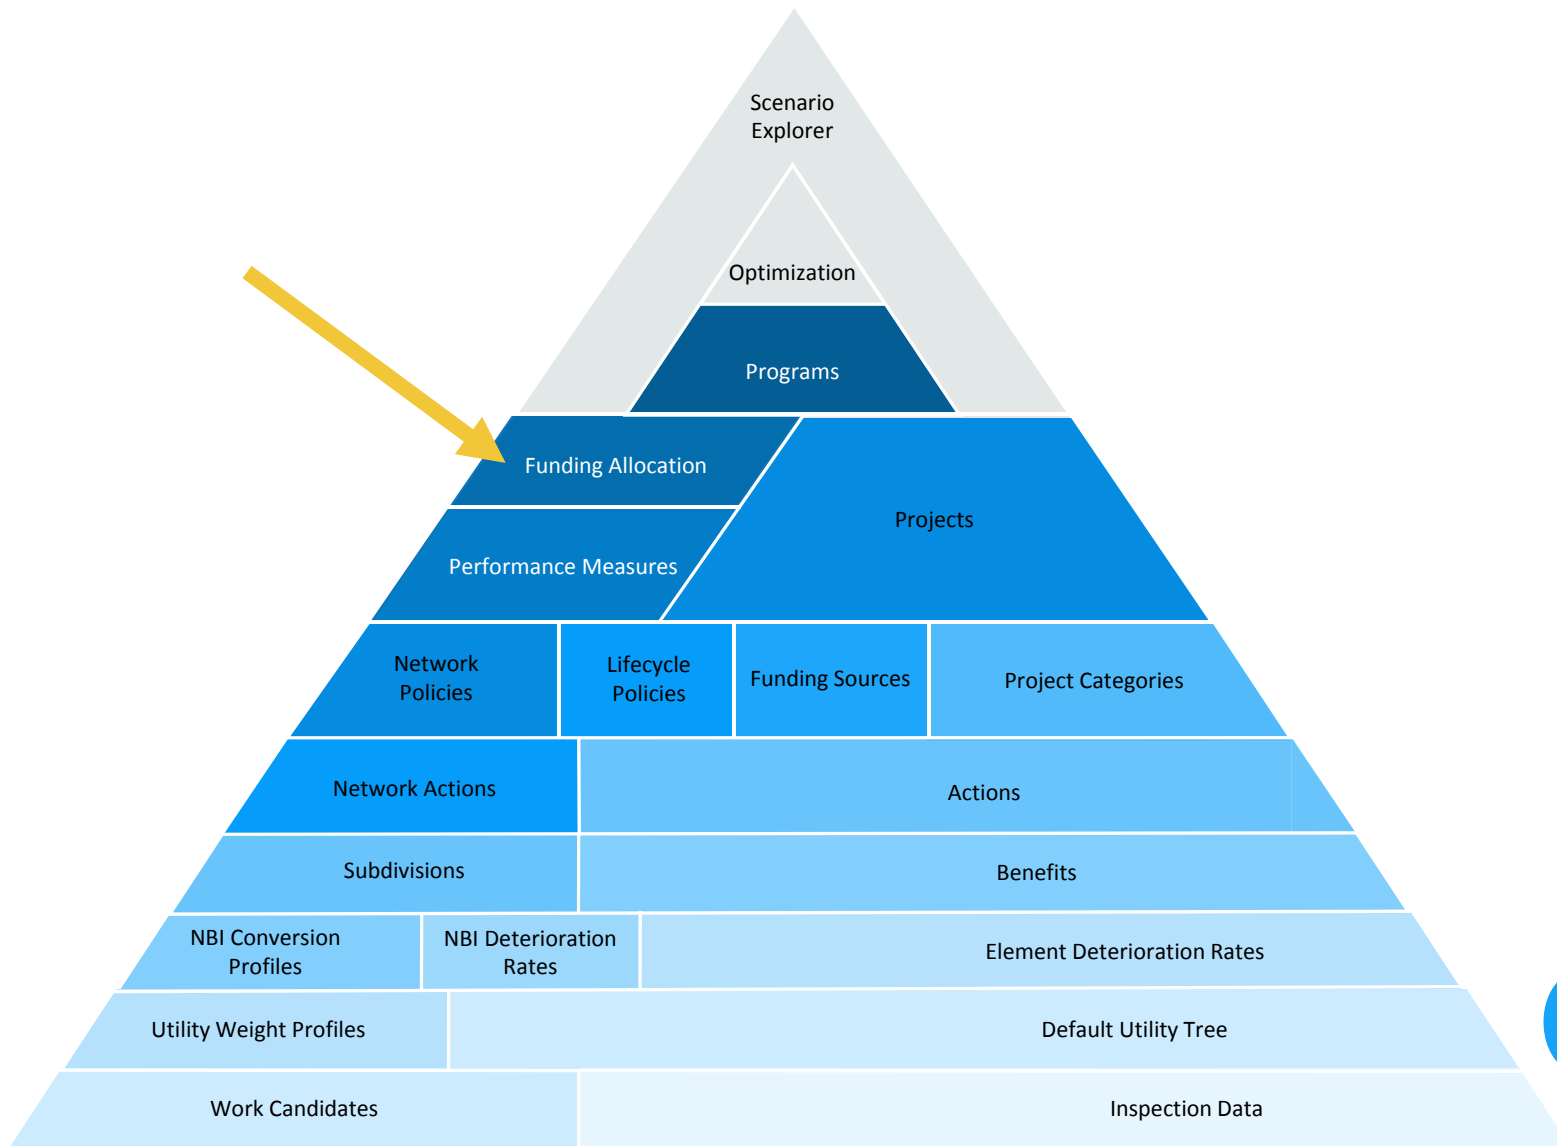 Scenario
Explorer
Optimization
Programs
Funding Allocation
Projects
Performance Measures
Network
Policies
Lifecycle
Policies
Funding Sources
Project Categories
Network Actions
Actions
Subdivisions
Benefits
NBI Conversion
Profiles
NBI Deterioration
Rates
Element Deterioration Rates
Utility Weight Profiles
Default Utility Tree
Work Candidates
Inspection Data